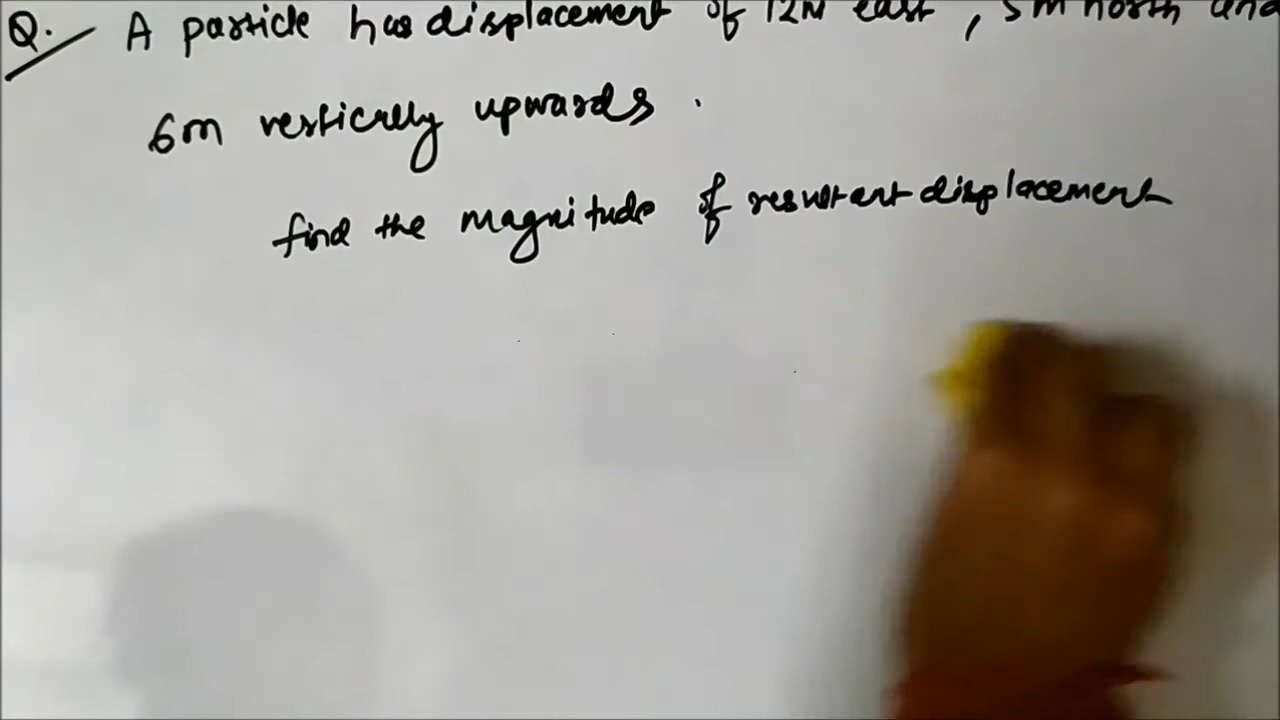 Q. A particle has displacement of 12m east, 5m north and
6m vertically upwards.
find the magnitude of resultant displacement